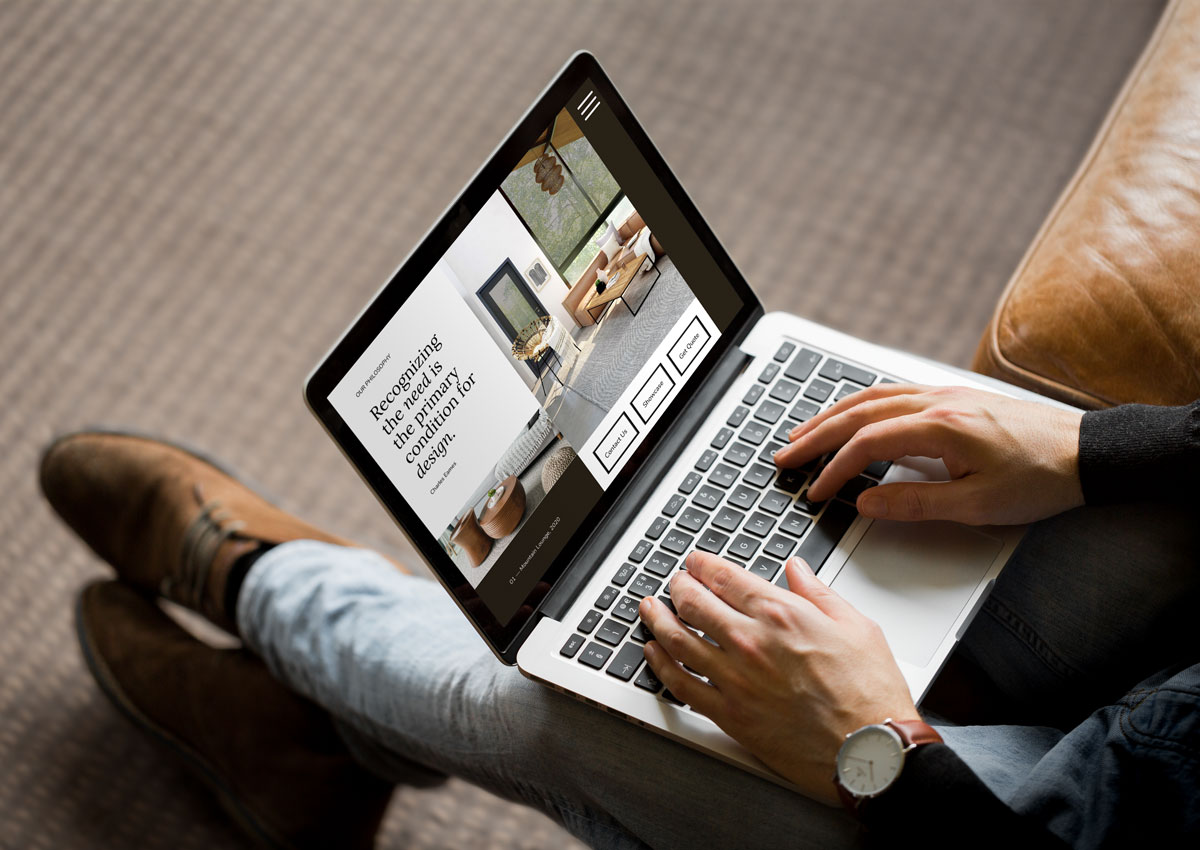 OUR PHILOSOPHY
Recognizing
the need is
the primary
condition for
design.
Charles Eames
01 — Mountain Lounge, 2020
Contact Us
Showcase
Get Quote